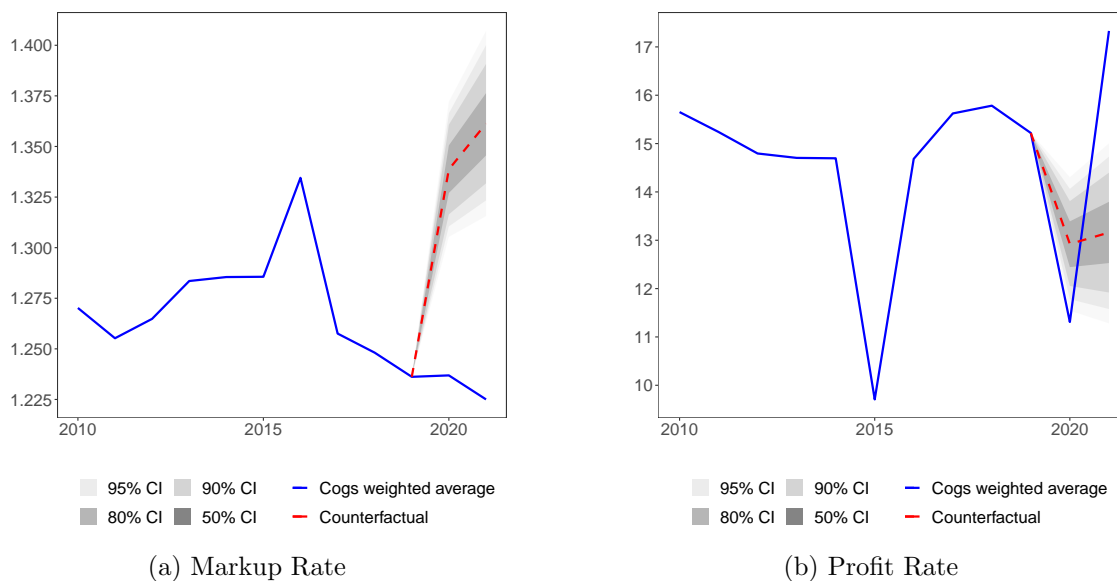 1.400
1.375
1.350
1.325
1.300
1.275
1.250
1.225
2010 2015 2020
95% CI 90% CI Cogs weighted average
80% CI 50% CI Counterfactual
(a) Markup Rate
17
16
15
14
13
12
11
10
2010 2015 2020
95% CI 90% CI Cogs weighted average
80% CI 50% CI Counterfactual
(b) Profit Rate